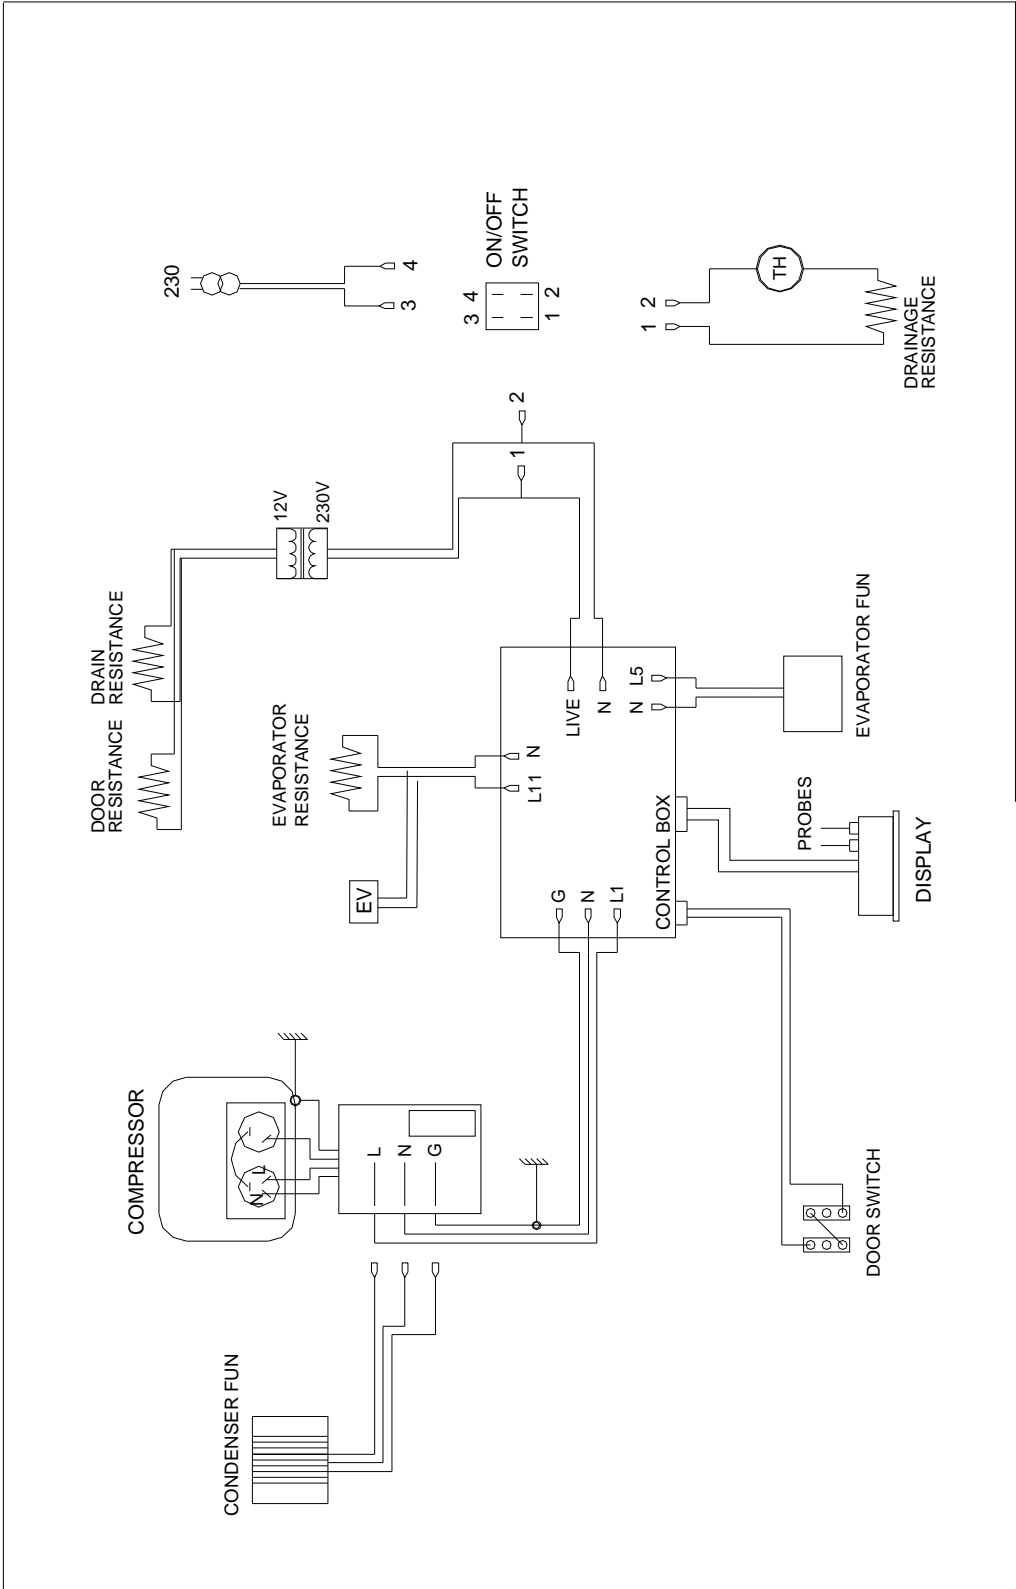 CONDENSER FUN
COMPRESSOR
N L
L
N
G
DOOR SWITCH
EV
G
N
L1
CONTROL BOX
DISPLAY
PROBES
DOOR
RESISTANCE
DRAIN
RESISTANCE
EVAPORATOR
RESISTANCE
L11
N
LIVE
N
N
L5
EVAPORATOR FUN
12V
230V
1
2
230
3
4
ON/OFF
SWITCH
3 4
1 2
1
2
TH
DRAINAGE
RESISTANCE